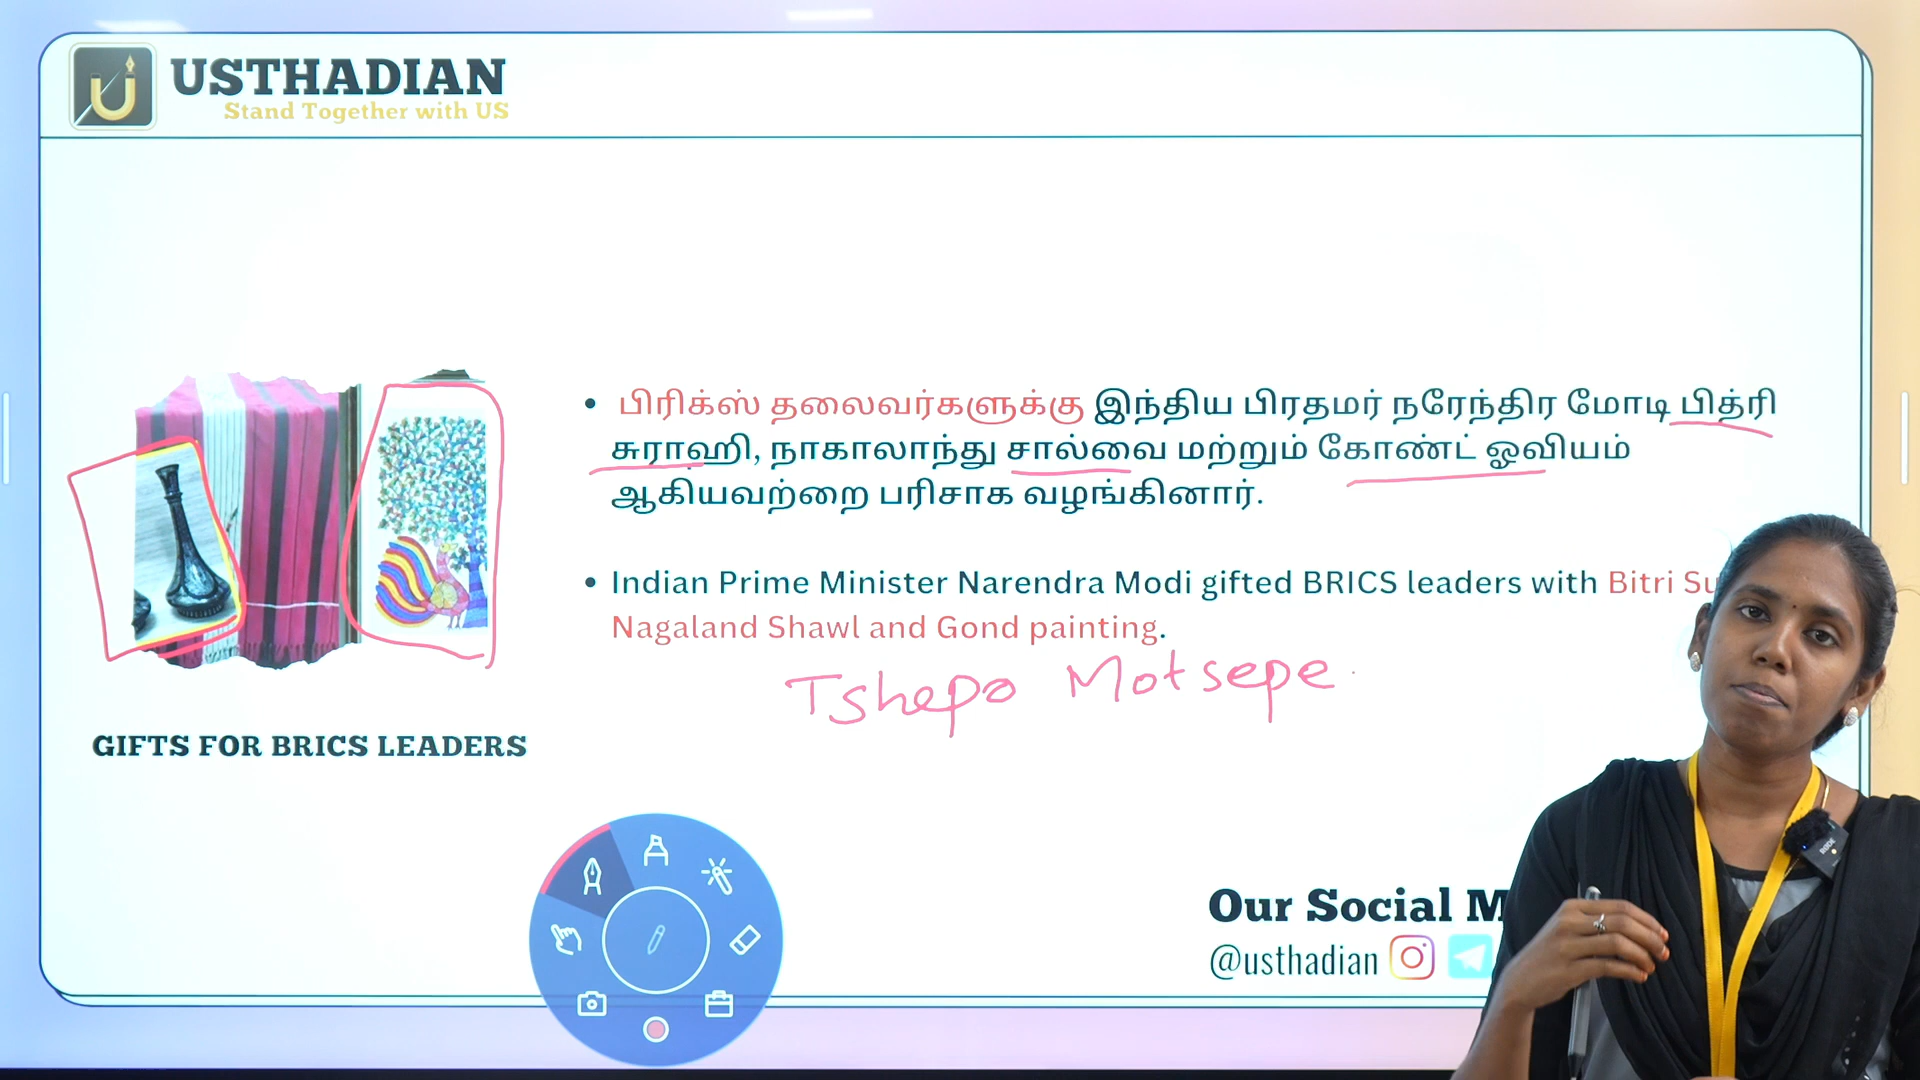 USTHADIAN
Stand Together with US
பிரிக்ஸ் தலைவர்களுக்கு இந்திய பிரதமர் நரேந்திர மோடி பித்ரி
சுராஹி, நாகாலாந்து சால்வை மற்றும் கோண்ட் ஓவியம்
ஆகியவற்றை பரிசாக வழங்கினார்.
Indian Prime Minister Narendra Modi gifted BRICS leaders with Bitri Su
Nagaland Shawl and Gond painting.
Tshepo Motsepe
GIFTS FOR BRICS LEADERS
Our Social M
@usthadian